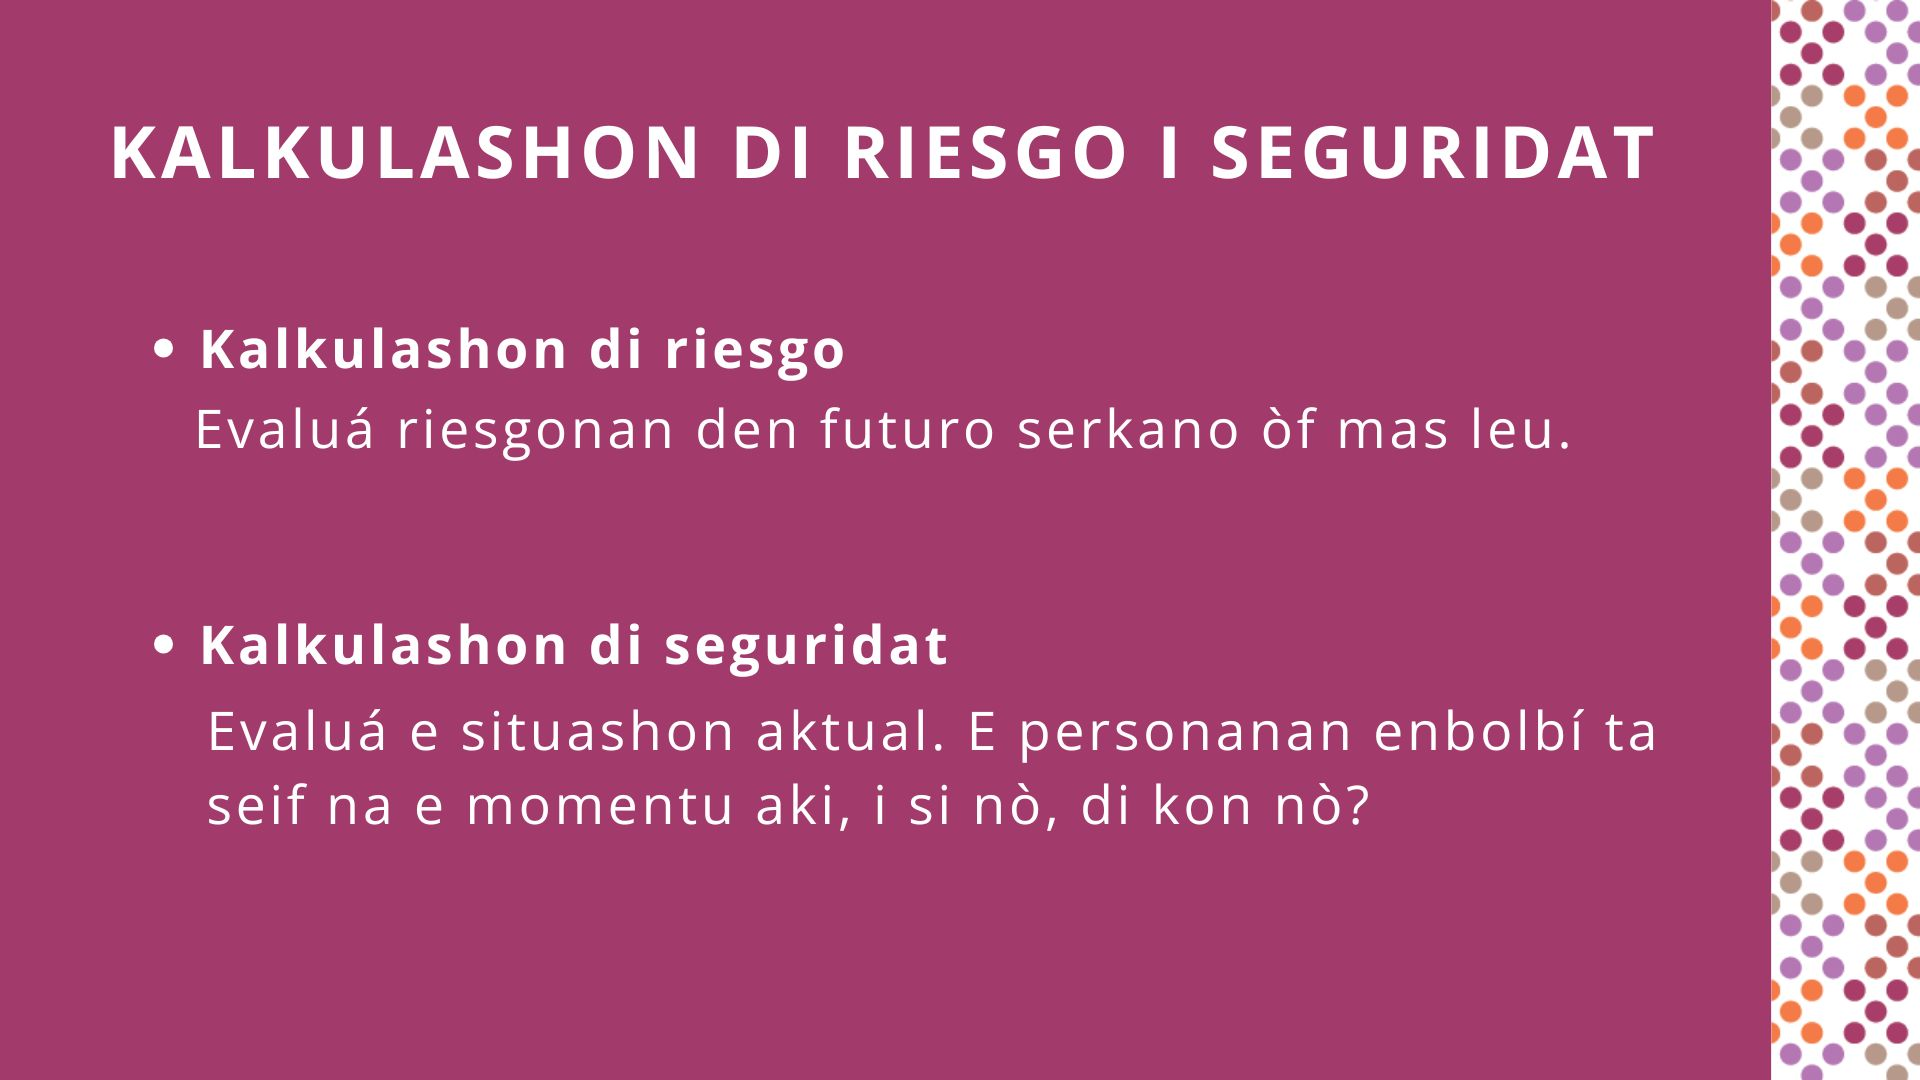 KALKULASHON DI RIESGO I SEGURIDAT
• Kalkulashon di riesgo
Evaluá riesgonan den futuro serkano òf mas leu.
• Kalkulashon di seguridat
Evaluá e situashon aktual. E personanan enbolbí ta
seif na e momentu aki, i si nò, di kon nò?